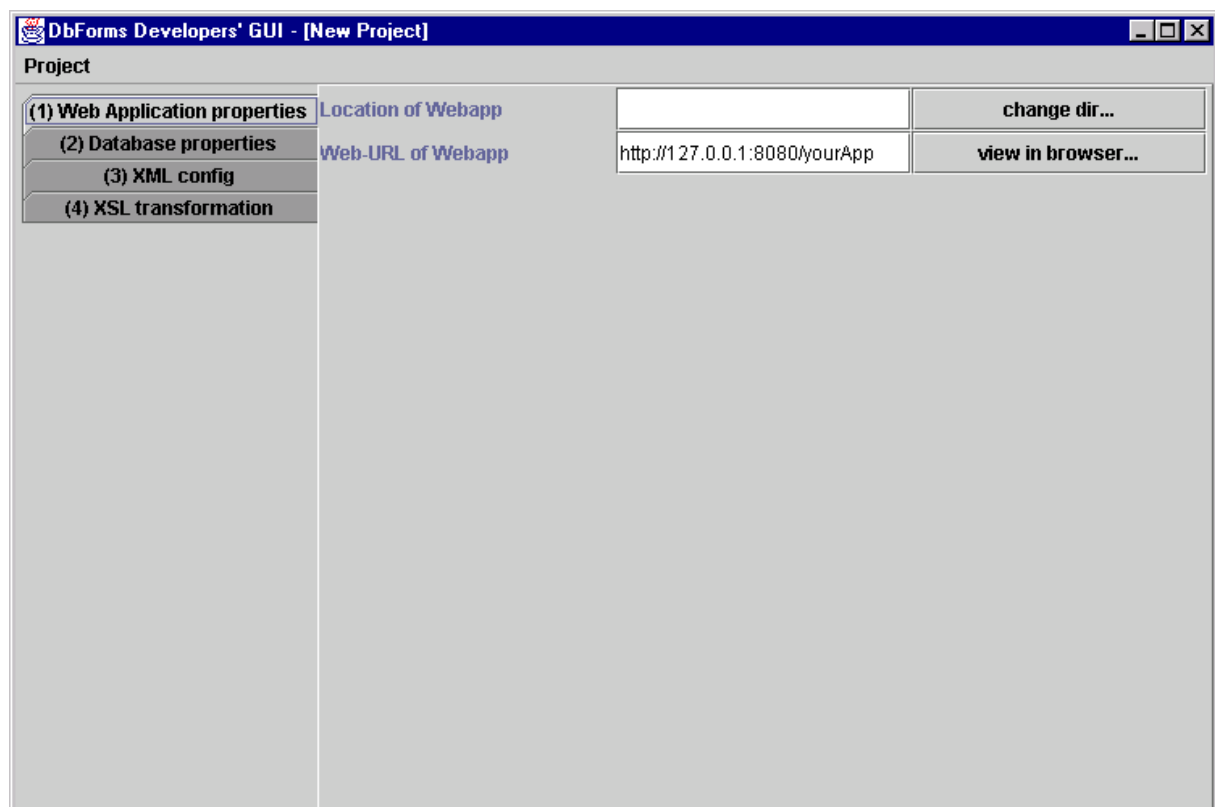 DbForms Developers' GUI - [New Project]
Project
(1) Web Application properties Location of Webapp change dir...
(2) Database properties Web-URL of Webapp http://127.0.0.1:8080/yourApp view in browser...
(3) XML config
(4) XSL transformation